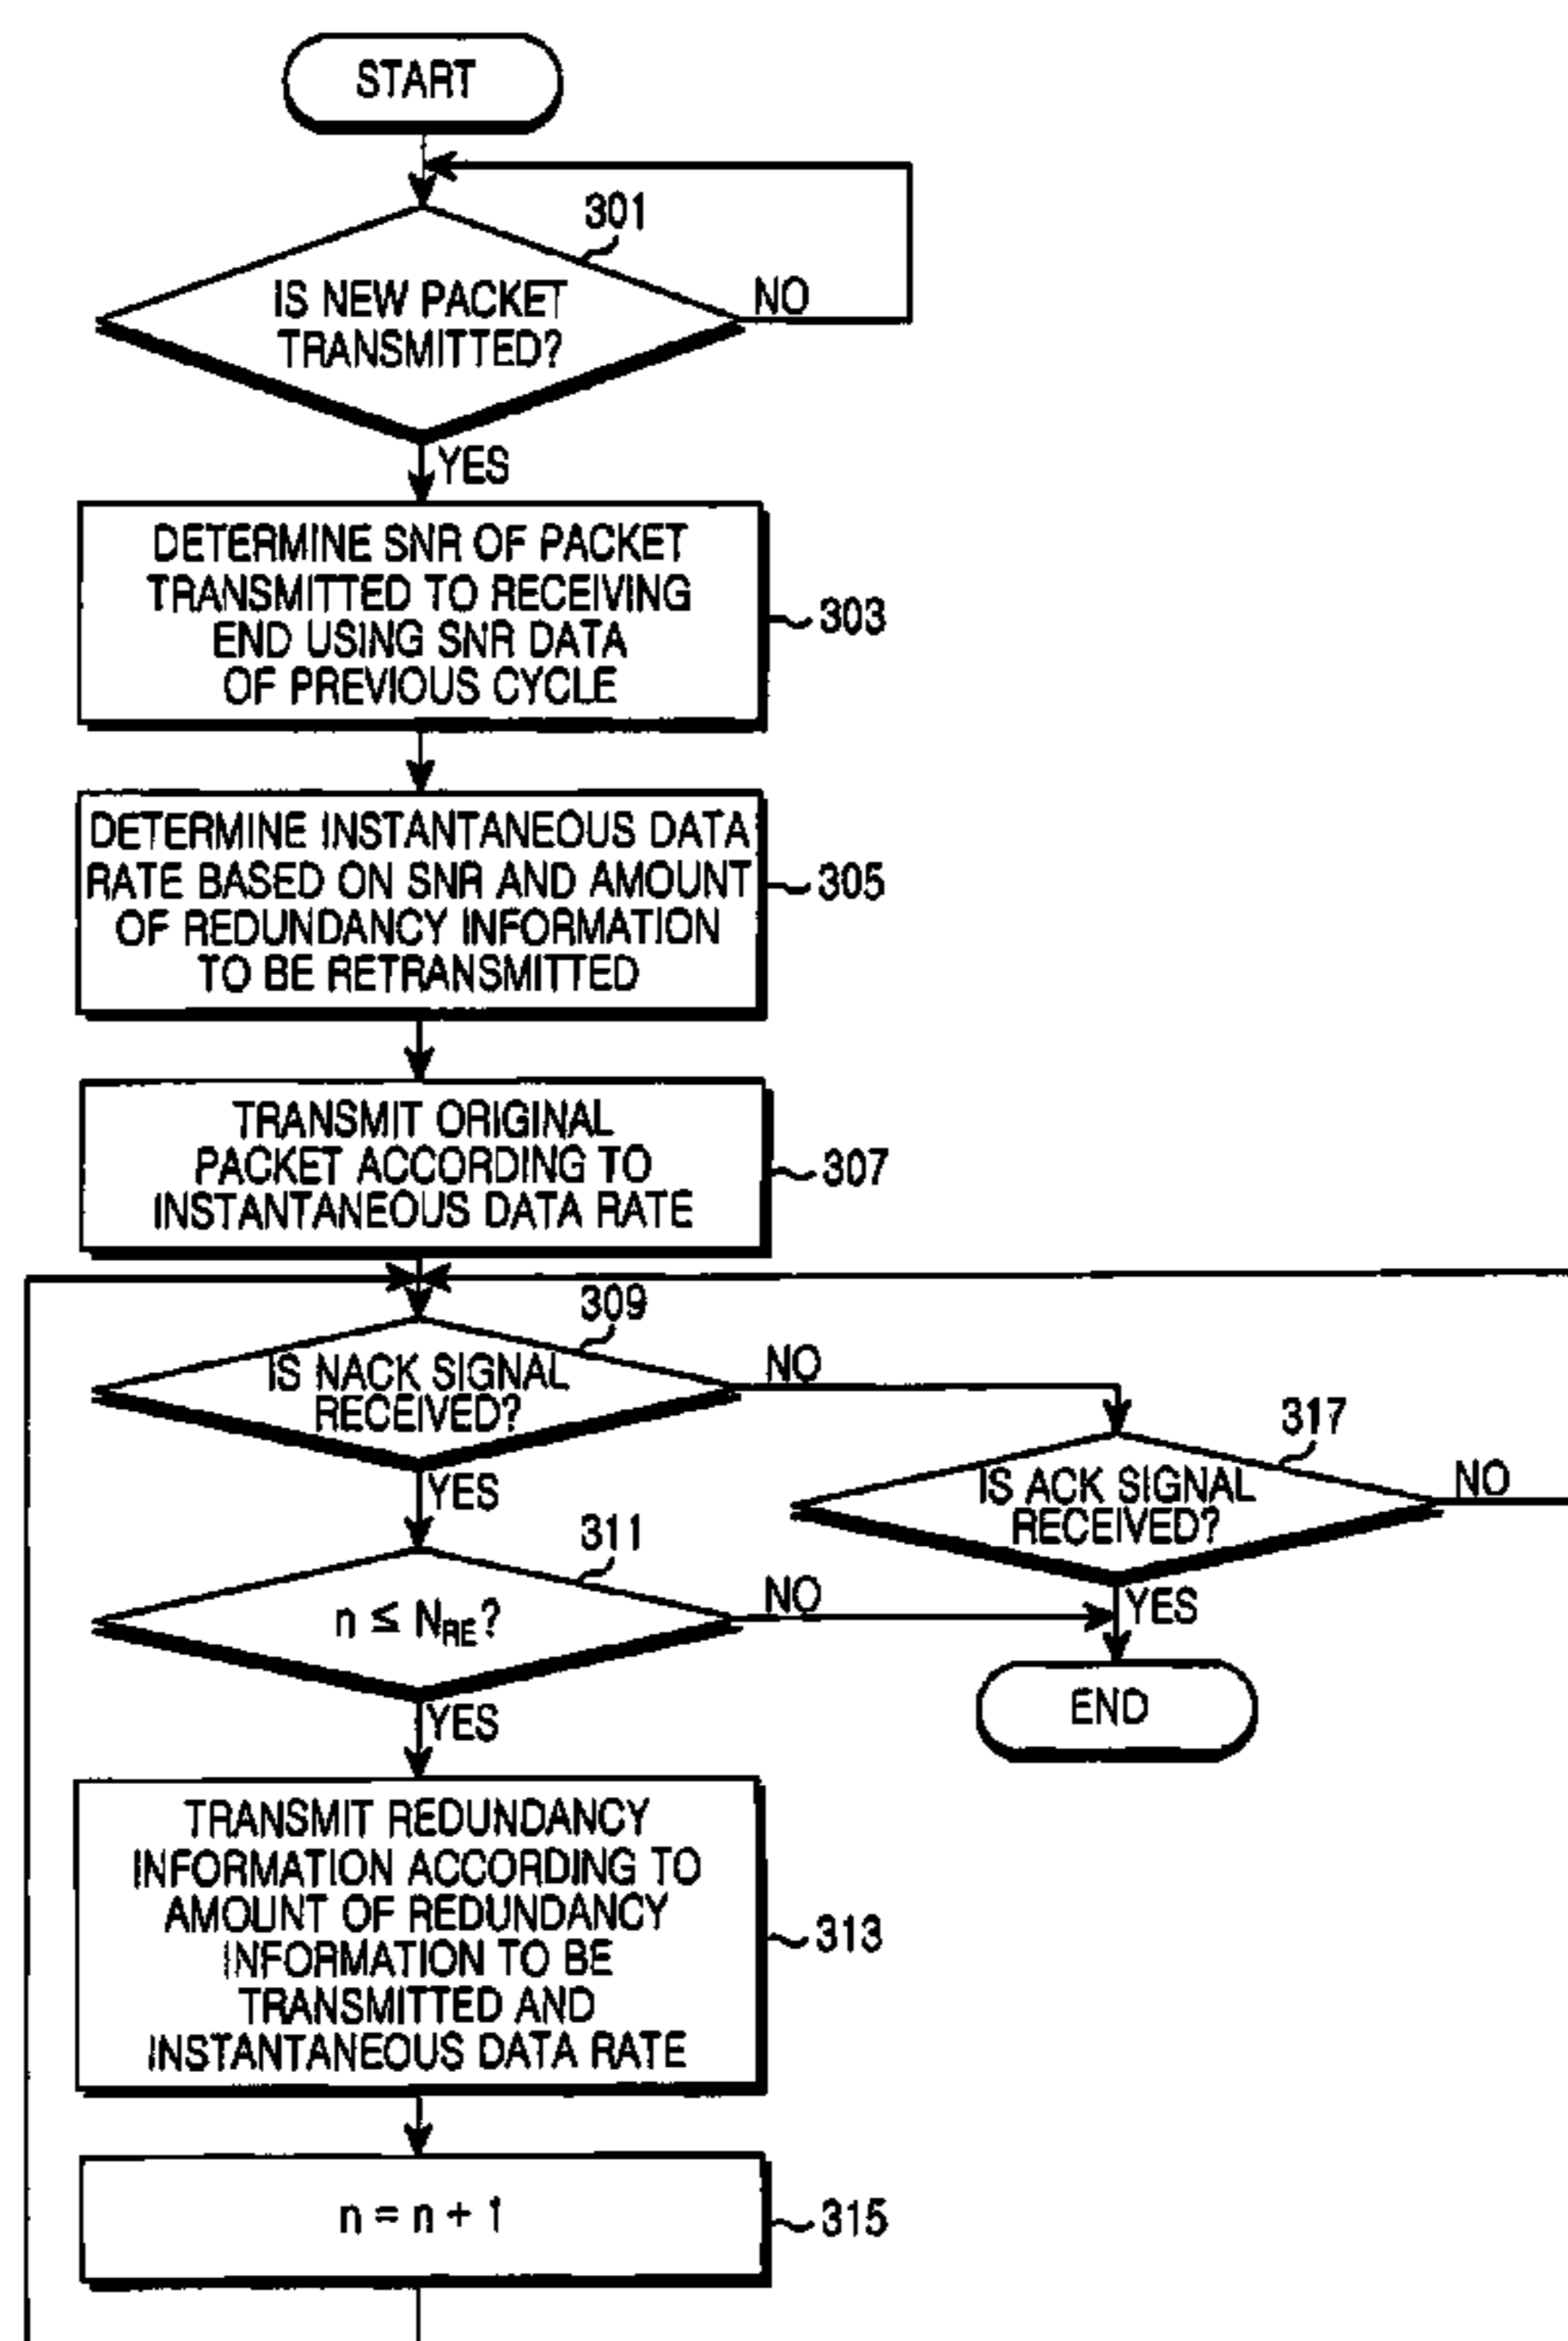 START
301
IS NEW PACKET
TRANSMITTED?
NO
YES
DETERMINE SNR OF PACKET
TRANSMITTED TO RECEIVING
END USING SNR DATA
OF PREVIOUS CYCLE
303
DETERMINE INSTANTANEOUS DATA
RATE BASED ON SNR AND AMOUNT
OF REDUNDANCY INFORMATION
TO BE RETRANSMITTED
305
TRANSMIT ORIGINAL
PACKET ACCORDING TO
INSTANTANEOUS DATA RATE
307
309
IS NACK SIGNAL
RECEIVED?
NO
YES
317
IS ACK SIGNAL
RECEIVED?
NO
YES
311
n ≤ N_RE?
NO
YES
END
TRANSMIT REDUNDANCY
INFORMATION ACCORDING TO
AMOUNT OF REDUNDANCY
INFORMATION TO BE
TRANSMITTED AND
INSTANTANEOUS DATA RATE
313
n = n + 1
315